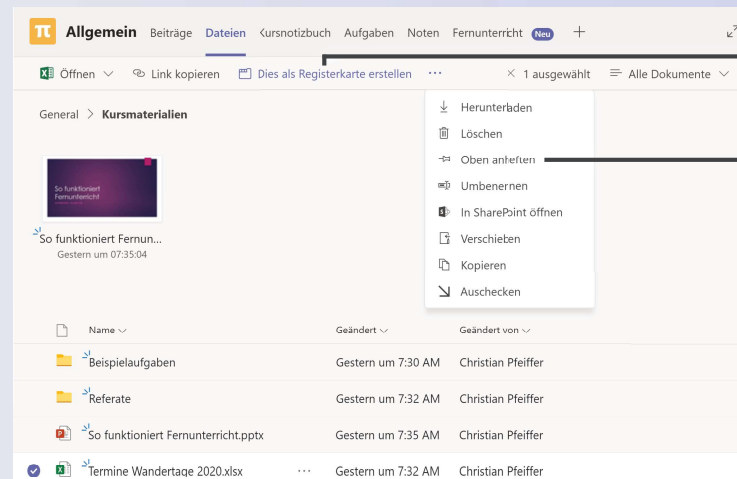 π Allgemein Beiträge Dateien Kursnotizbuch Aufgaben Noten Fernunterricht Neu +
Öffnen Link kopieren Dies als Registerkarte erstellen ... × 1 ausgewählt Alle Dokumente
General > Kursmaterialien
Herunterladen
Löschen
Oben anheften
Umbenennen
In SharePoint öffnen
Verschieben
Kopieren
Auschecken
So funktioniert
Fernunterricht
So funktioniert Fernun...
Gestern um 07:35:04
Name Geändert Geändert von
Beispielaufgaben Gestern um 7:30 AM Christian Pfeiffer
Referate Gestern um 7:32 AM Christian Pfeiffer
So funktioniert Fernunterricht.pptx Gestern um 7:35 AM Christian Pfeiffer
Termine Wandertage 2020.xlsx ... Gestern um 7:32 AM Christian Pfeiffer